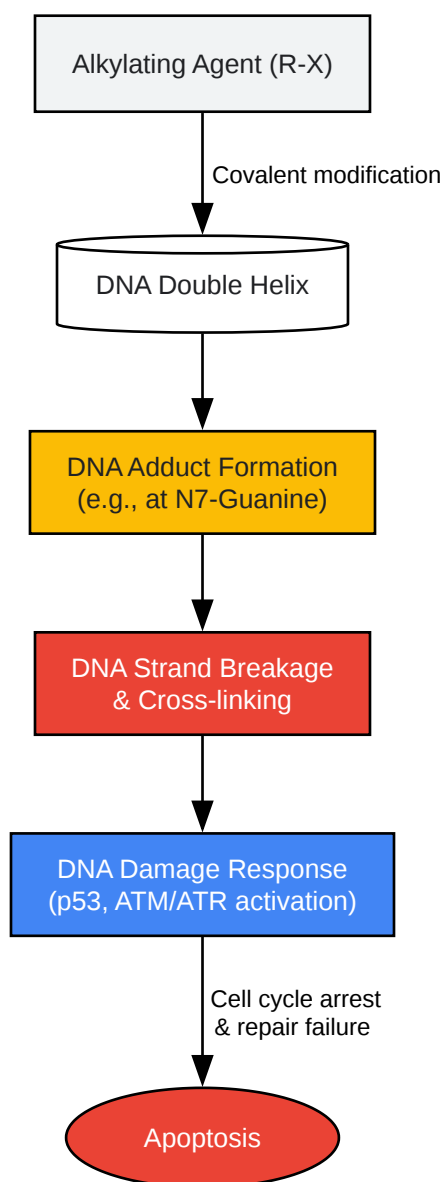 Alkylating Agent (R-X)
Covalent modification
DNA Double Helix
DNA Adduct Formation
(e.g., at N7-Guanine)
DNA Strand Breakage
& Cross-linking
DNA Damage Response
(p53, ATM/ATR activation)
Cell cycle arrest
& repair failure
Apoptosis